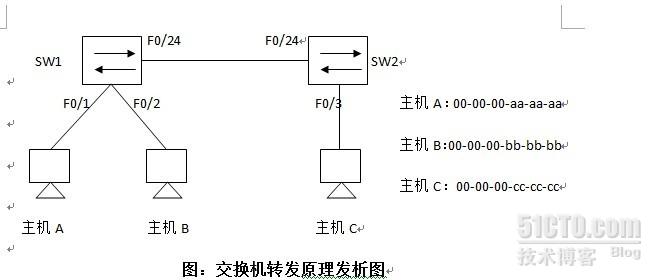 F0/24
F0/24
SW1
SW2
F0/1
F0/2
F0/3
主机 A：00-00-00-aa-aa-aa
主机 B:00-00-00-bb-bb-bb
主机 C： 00-00-00-cc-cc-cc
主机 A
主机 B
主机 C
51CTO.com
技术博客 Blog
图：交换机转发原理发析图